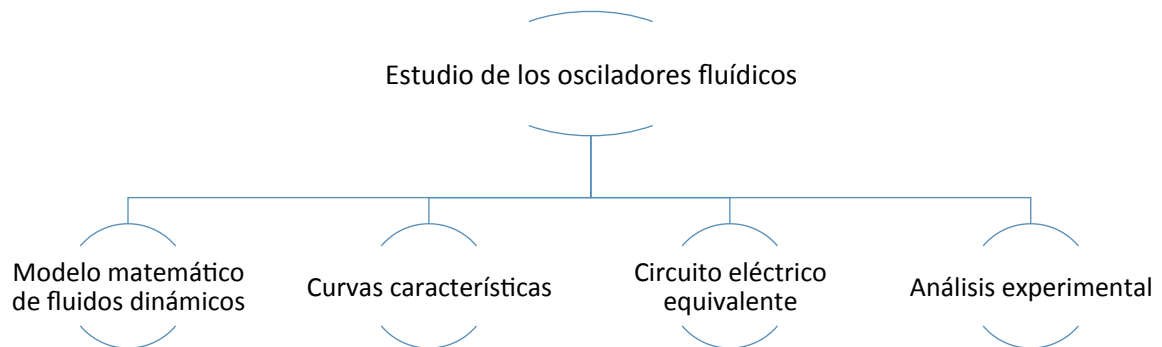 Estudio de los osciladores fluídicos
Modelo matemático
de fluidos dinámicos
Curvas características
Circuito eléctrico
equivalente
Análisis experimental